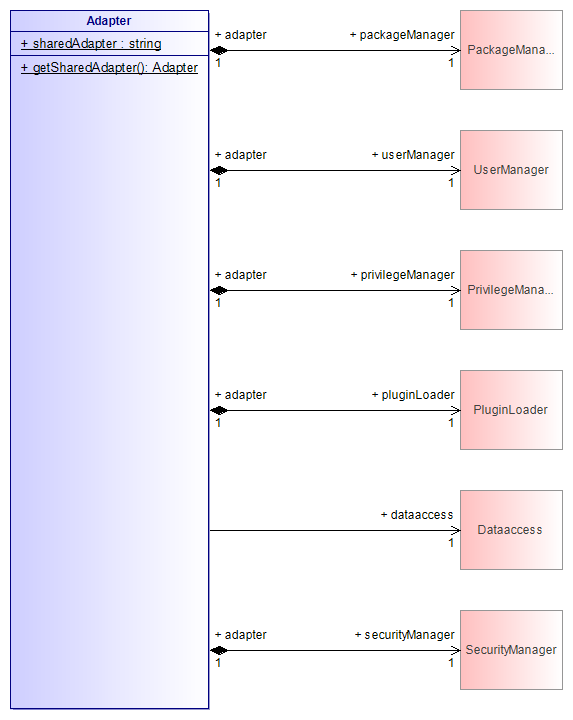 Adapter
+ sharedAdapter : string
+ getSharedAdapter(): Adapter
+ adapter
+ packageManager
1
1
PackageMana...
+ adapter
+ userManager
1
1
UserManager
+ adapter
+ privilegeManager
1
1
PrivilegeMana...
+ adapter
+ pluginLoader
1
1
PluginLoader
+ dataaccess
1
Dataaccess
+ adapter
+ securityManager
1
1
SecurityManager